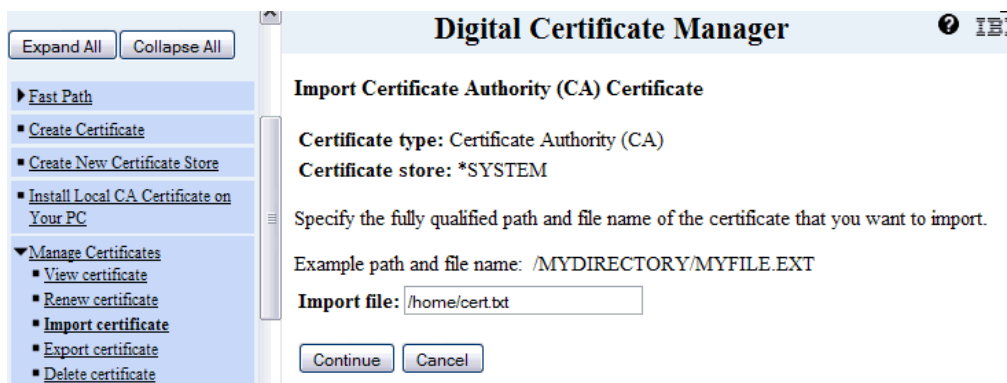 Expand All
Collapse All
Fast Path
Create Certificate
Create New Certificate Store
Install Local CA Certificate on
Your PC
Manage Certificates
View certificate
Renew certificate
Import certificate
Export certificate
Delete certificate
Digital Certificate Manager
Import Certificate Authority (CA) Certificate
Certificate type: Certificate Authority (CA)
Certificate store: *SYSTEM
Specify the fully qualified path and file name of the certificate that you want to import.
Example path and file name: /MYDIRECTORY/MYFILE.EXT
Import file: /home/cert.txt
Continue
Cancel